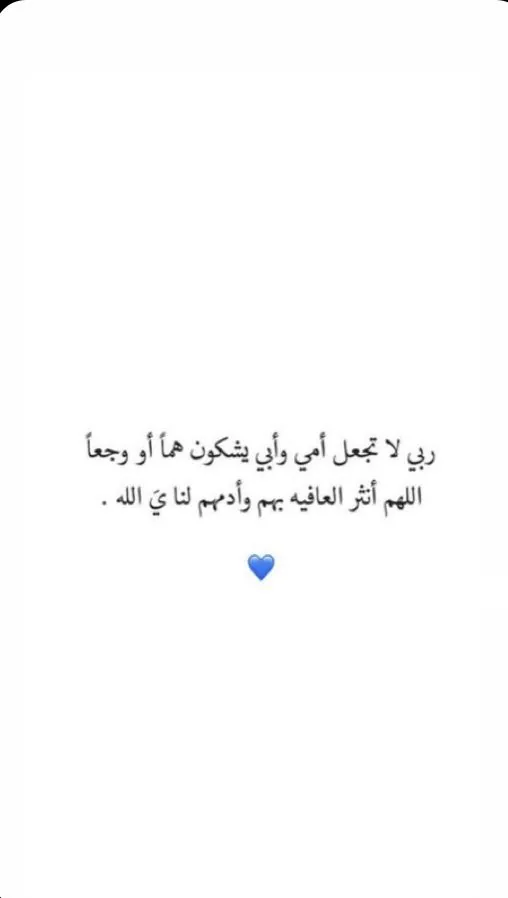 ربي لا تجعل أمي وأبي يشكون هماً أو وجعاً
اللهم أنثر العافيه بهم وأدمهم لنا يَ الله .
💙